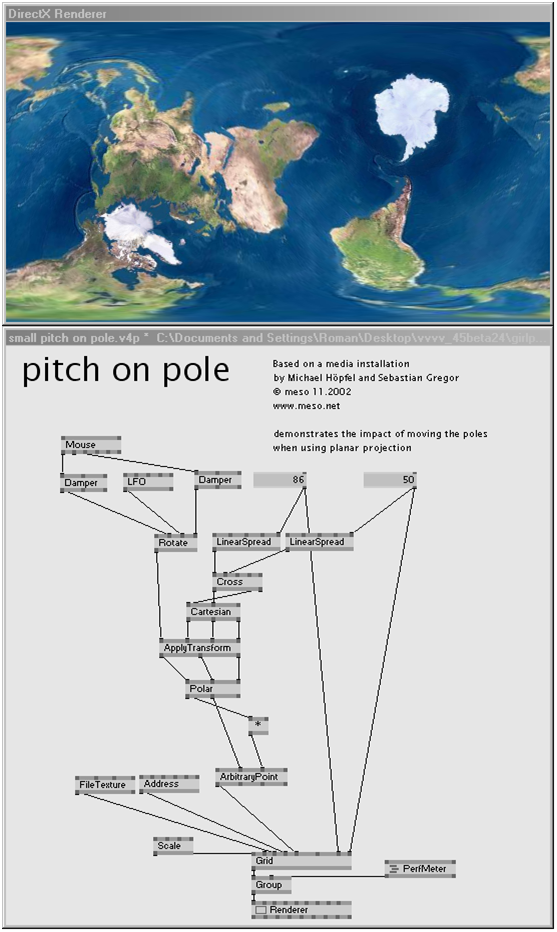 DirectX Renderer
small pitch on pole.v4p * C:\Documents and Settings\Roman\Desktop\vvvv_45beta24\girlp...
pitch on pole
Based on a media installation
by Michael Höpfel and Sebastian Gregor
© meso 11.2002
www.meso.net
demonstrates the impact of moving the poles
when using planar projection
Mouse
Damper
LFO
Damper
86
50
Rotate
LinearSpread
LinearSpread
Cross
Cartesian
ApplyTransform
Polar
*
ArbitraryPoint
FileTexture
Address
Scale
Grid
PerfMeter
Group
Renderer